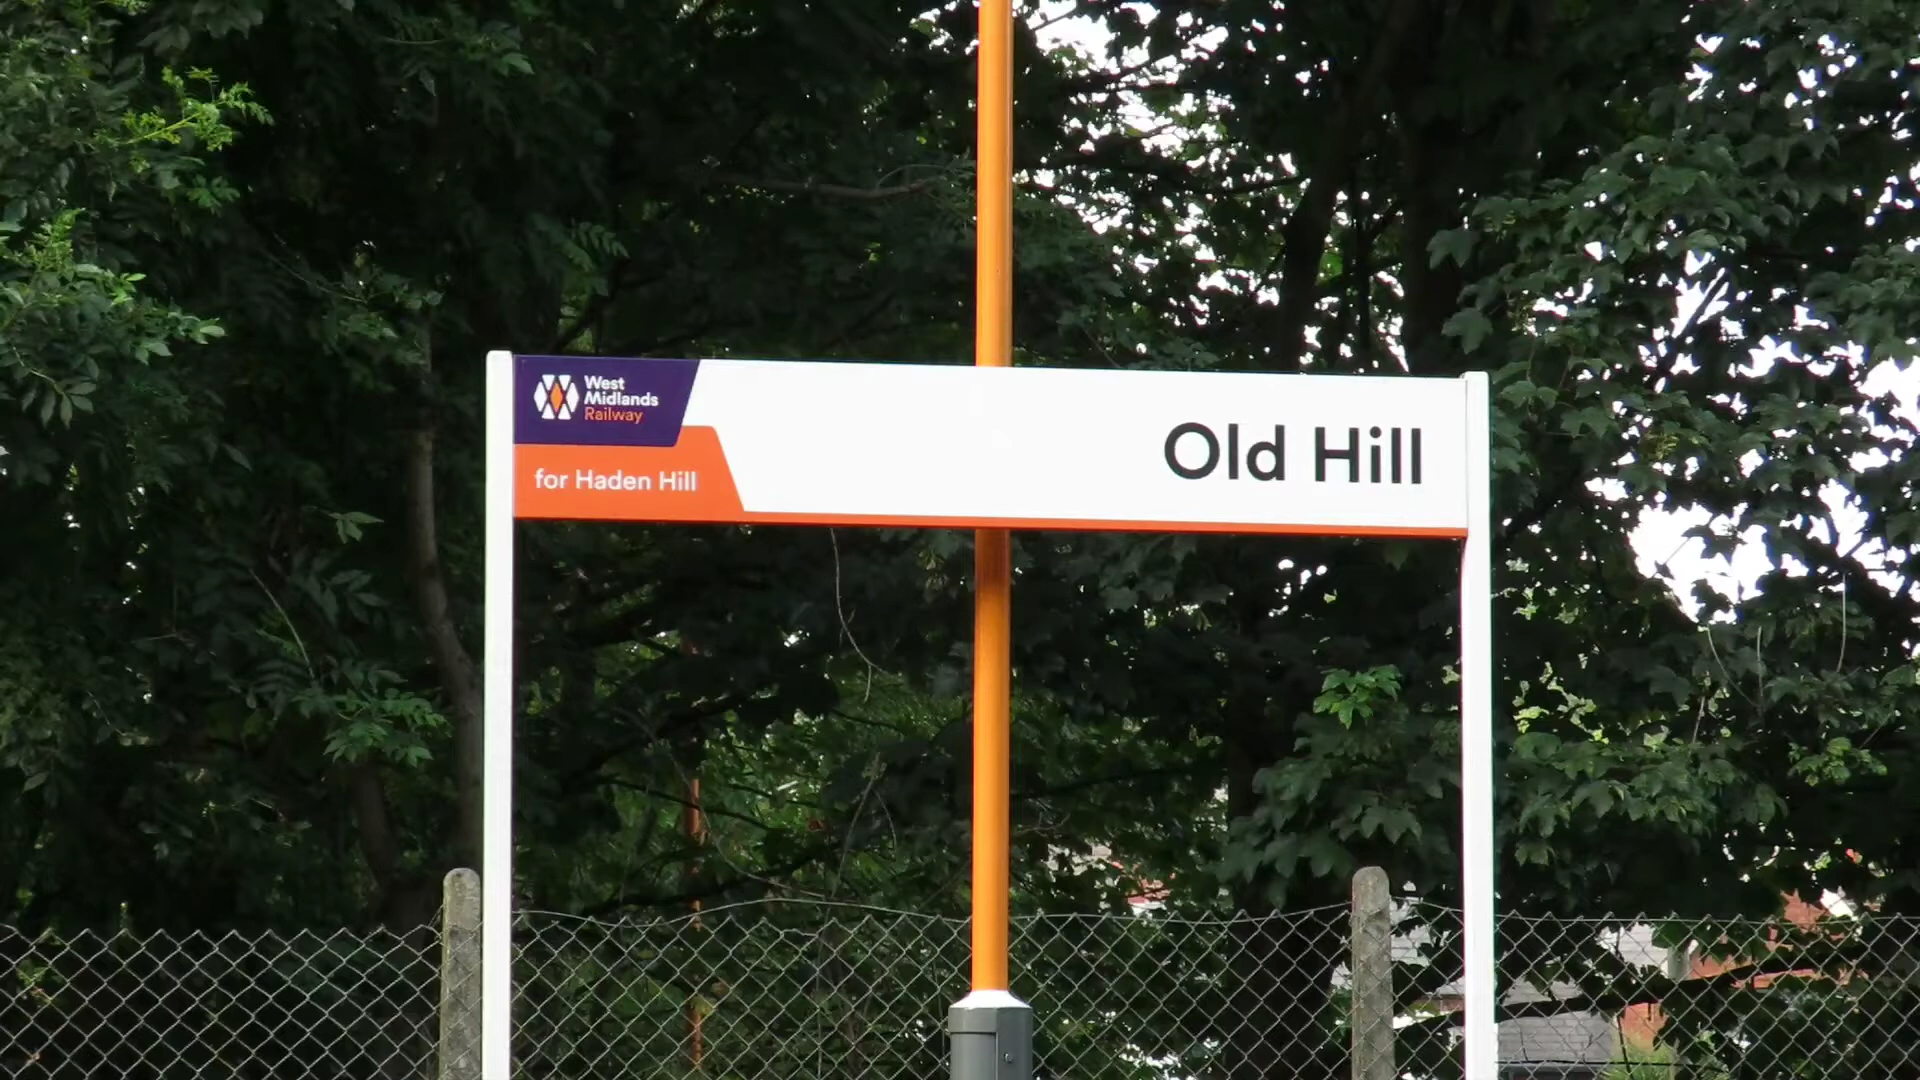 West
Midlands
Railway
for Haden Hill
Old Hill